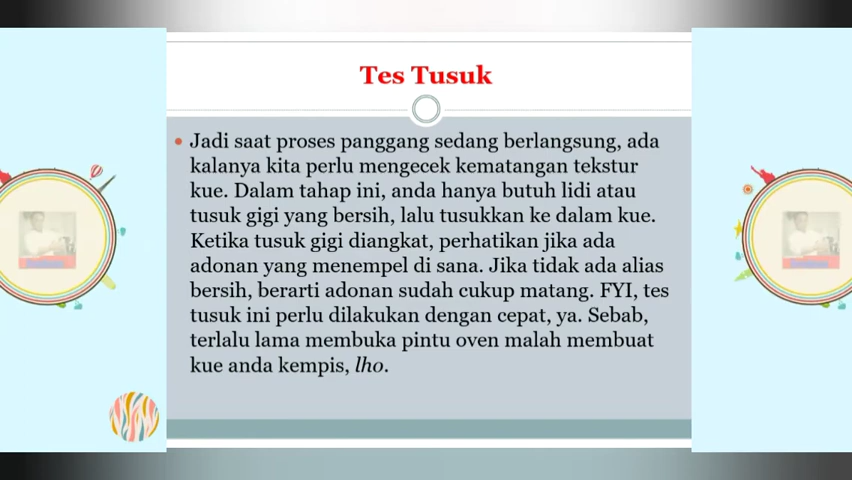 Tes Tusuk
Jadi saat proses panggang sedang berlangsung, ada
kalanya kita perlu mengecek kematangan tekstur
kue. Dalam tahap ini, anda hanya butuh lidi atau
tusuk gigi yang bersih, lalu tusukkan ke dalam kue.
Ketika tusuk gigi diangkat, perhatikan jika ada
adonan yang menempel di sana. Jika tidak ada alias
bersih, berarti adonan sudah cukup matang. FYI, tes
tusuk ini perlu dilakukan dengan cepat, ya. Sebab,
terlalu lama membuka pintu oven malah membuat
kue anda kempis, lho.